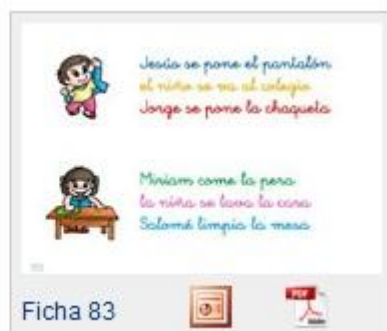 Jesús se pone el pantalón
el niño se va al colegio
Jorge se pone la chaqueta
Miriam come la pera
la niña se lava la cara
Salomé limpia la mesa
Ficha 83
PDF